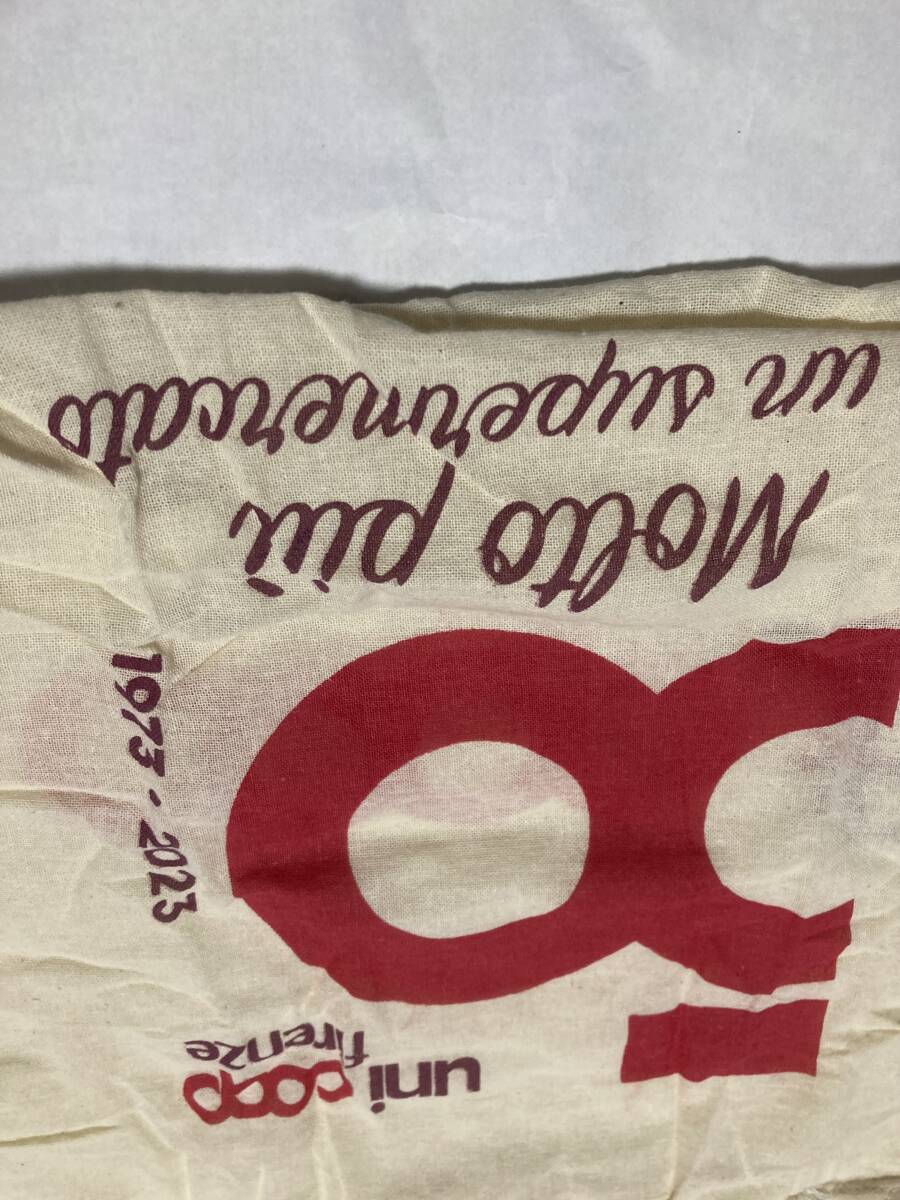 unicoop
firenze
50
1973 - 2023
Molto più
un supermercato